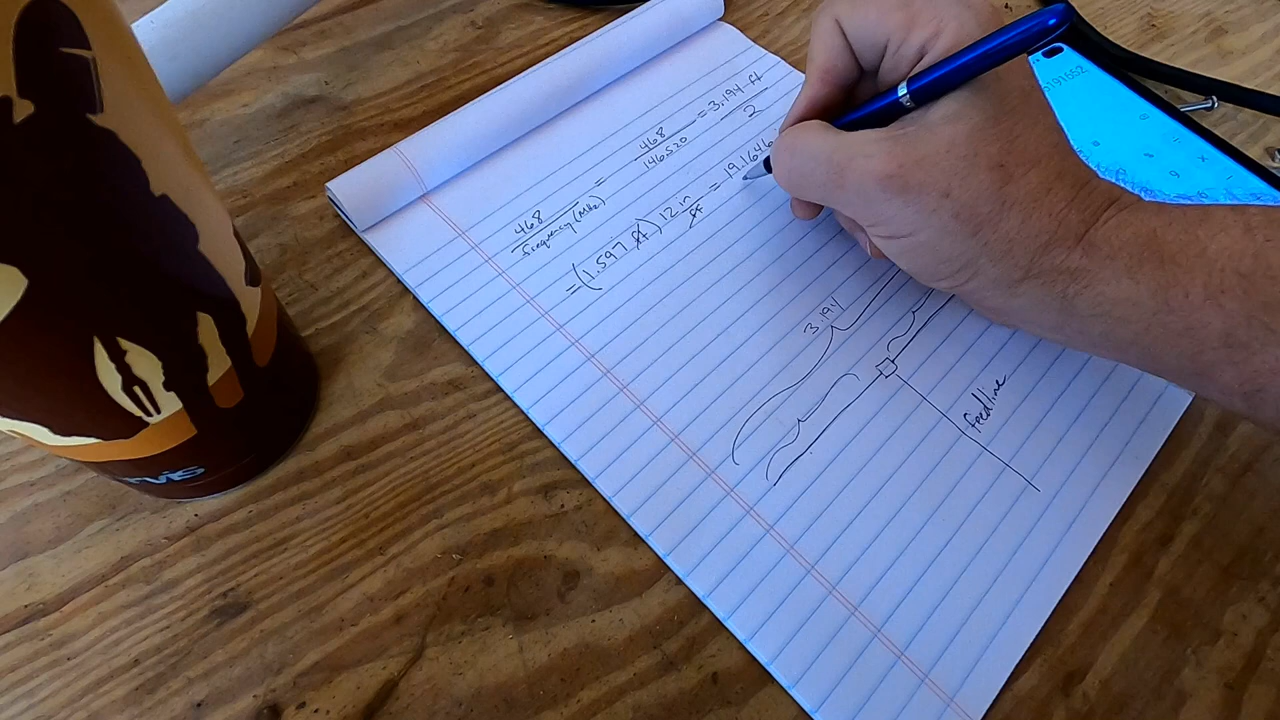 468 / frequency (MHz) = 468 / 146.520 = 3.194 ft / 2
= (1.597 ft) 12 in / ft = 19.1646
3.194
feedline